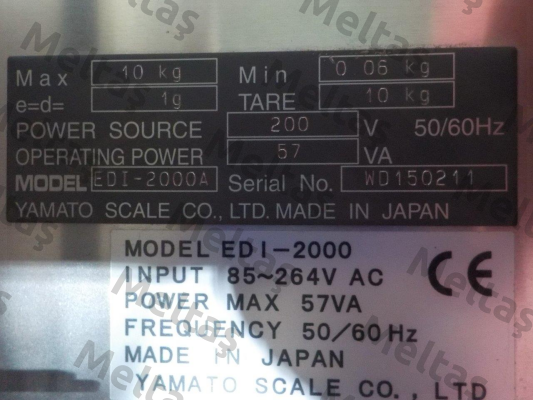 Max 10 kg Min 0 06 kg
e=d= 1g TARE 10 kg
POWER SOURCE 200 V 50/60Hz
OPERATING POWER 57 VA
MODEL EDI-2000A Serial No. WD150211
YAMATO SCALE CO., LTD. MADE IN JAPAN
MODEL EDI-2000
INPUT 85~264V AC CE
POWER MAX 57VA
FREQUENCY 50/60Hz
MADE IN JAPAN
YAMATO SCALE CO., LTD
Meltaş